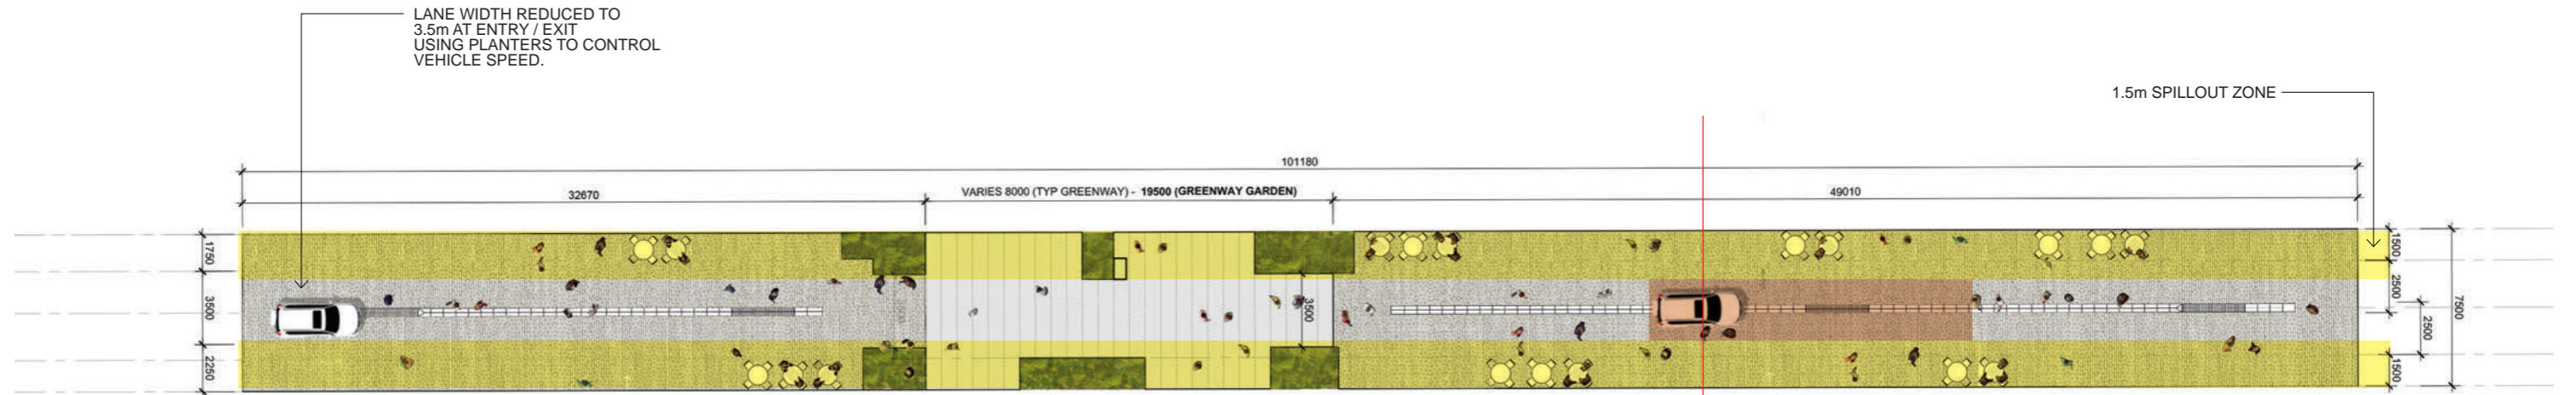 LANE WIDTH REDUCED TO
3.5m AT ENTRY / EXIT
USING PLANTERS TO CONTROL
VEHICLE SPEED.
1.5m SPILLOUT ZONE
101180
32670
VARIES 8000 (TYP GREENWAY) - 19500 (GREENWAY GARDEN)
49010
1750
3500
2250
3500
1500
2500
7500
2500
1500